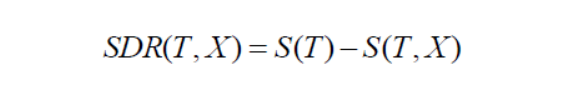 SDR(T, X) = S(T) – S(T, X)